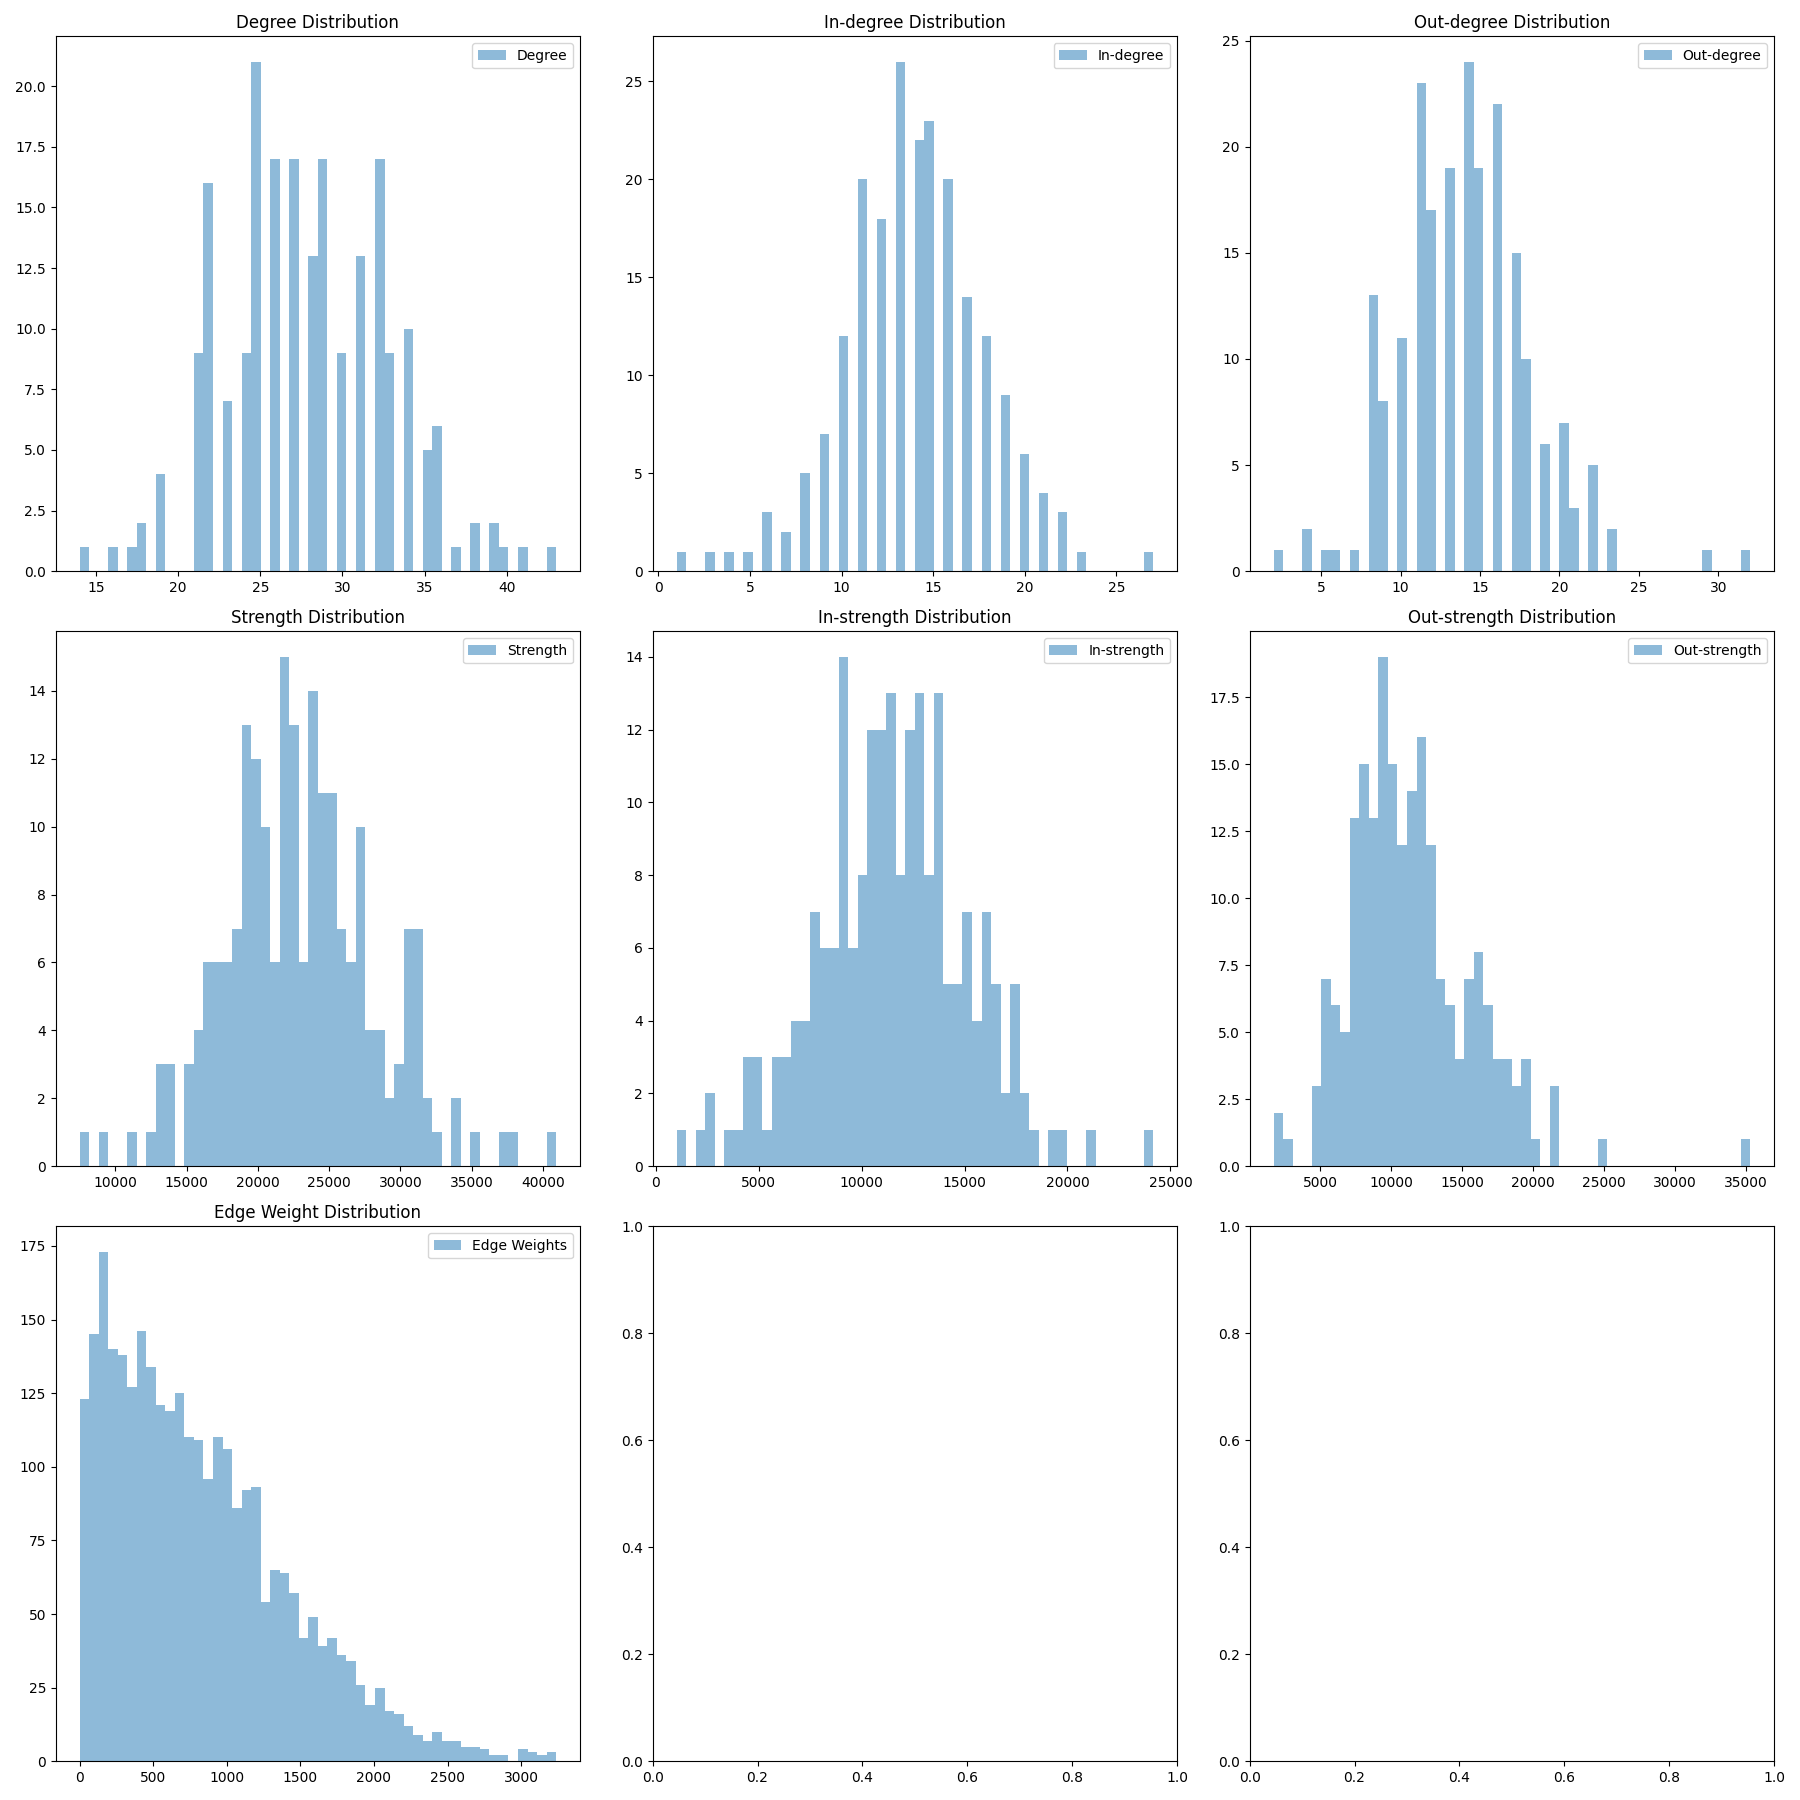 Degree Distribution
Degree
20.0
17.5
15.0
12.5
10.0
7.5
5.0
2.5
0.0
15 20 25 30 35 40
In-degree Distribution
In-degree
25
20
15
10
5
0
0 5 10 15 20 25
Out-degree Distribution
Out-degree
25
20
15
10
5
0
5 10 15 20 25 30
Strength Distribution
Strength
14
12
10
8
6
4
2
0
10000 15000 20000 25000 30000 35000 40000
In-strength Distribution
In-strength
14
12
10
8
6
4
2
0
0 5000 10000 15000 20000 25000
Out-strength Distribution
Out-strength
17.5
15.0
12.5
10.0
7.5
5.0
2.5
0.0
5000 10000 15000 20000 25000 30000 35000
Edge Weight Distribution
Edge Weights
175
150
125
100
75
50
25
0
0 500 1000 1500 2000 2500 3000
1.0
0.8
0.6
0.4
0.2
0.0
0.0 0.2 0.4 0.6 0.8 1.0
1.0
0.8
0.6
0.4
0.2
0.0
0.0 0.2 0.4 0.6 0.8 1.0